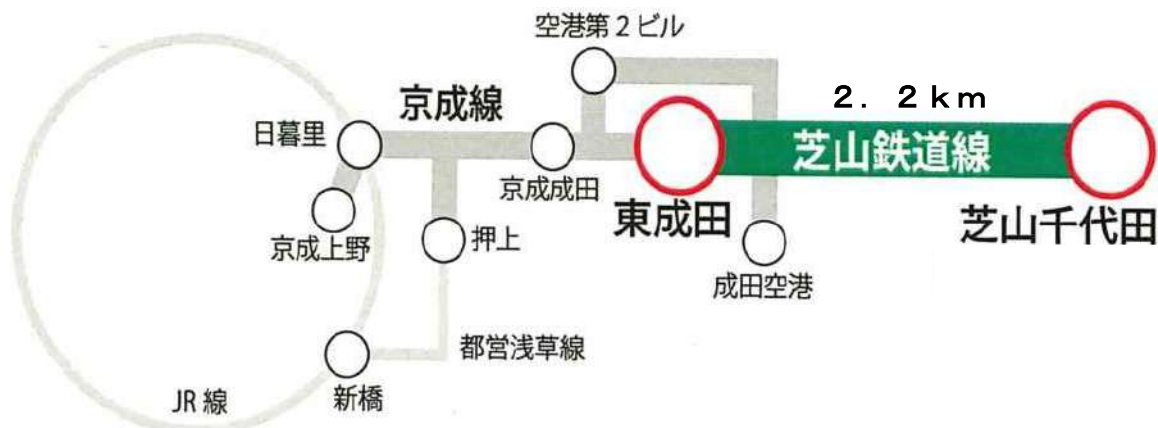 空港第2ビル
2. 2km
京成線
日暮里
芝山鉄道線
京成成田
東成田
芝山千代田
京成上野
押上
成田空港
都営浅草線
JR線
新橋